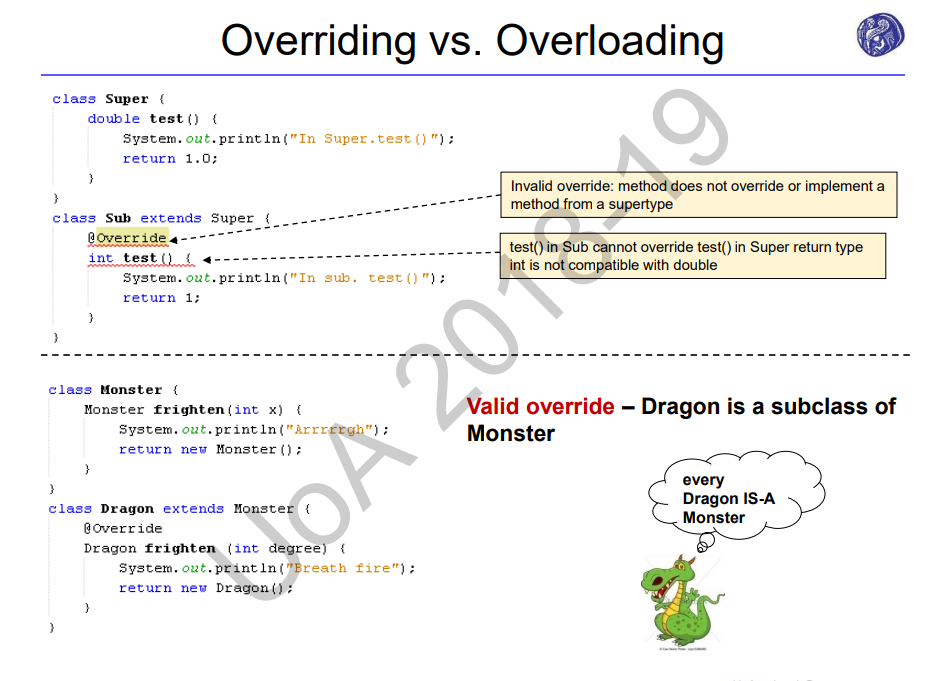 Overriding vs. Overloading
class Super {
double test() {
System.out.println("In Super.test()");
return 1.0;
}
}
class Sub extends Super {
@Override
int test() {
System.out.println("In sub. test()");
return 1;
}
}
Invalid override: method does not override or implement a
method from a supertype
test() in Sub cannot override test() in Super return type
int is not compatible with double
class Monster {
Monster frighten(int x) {
System.out.println("Arrrrrgh");
return new Monster();
}
}
class Dragon extends Monster {
@Override
Dragon frighten (int degree) {
System.out.println("Breath fire");
return new Dragon();
}
}
Valid override – Dragon is a subclass of
Monster
every
Dragon IS-A
Monster
UoA 2018-19